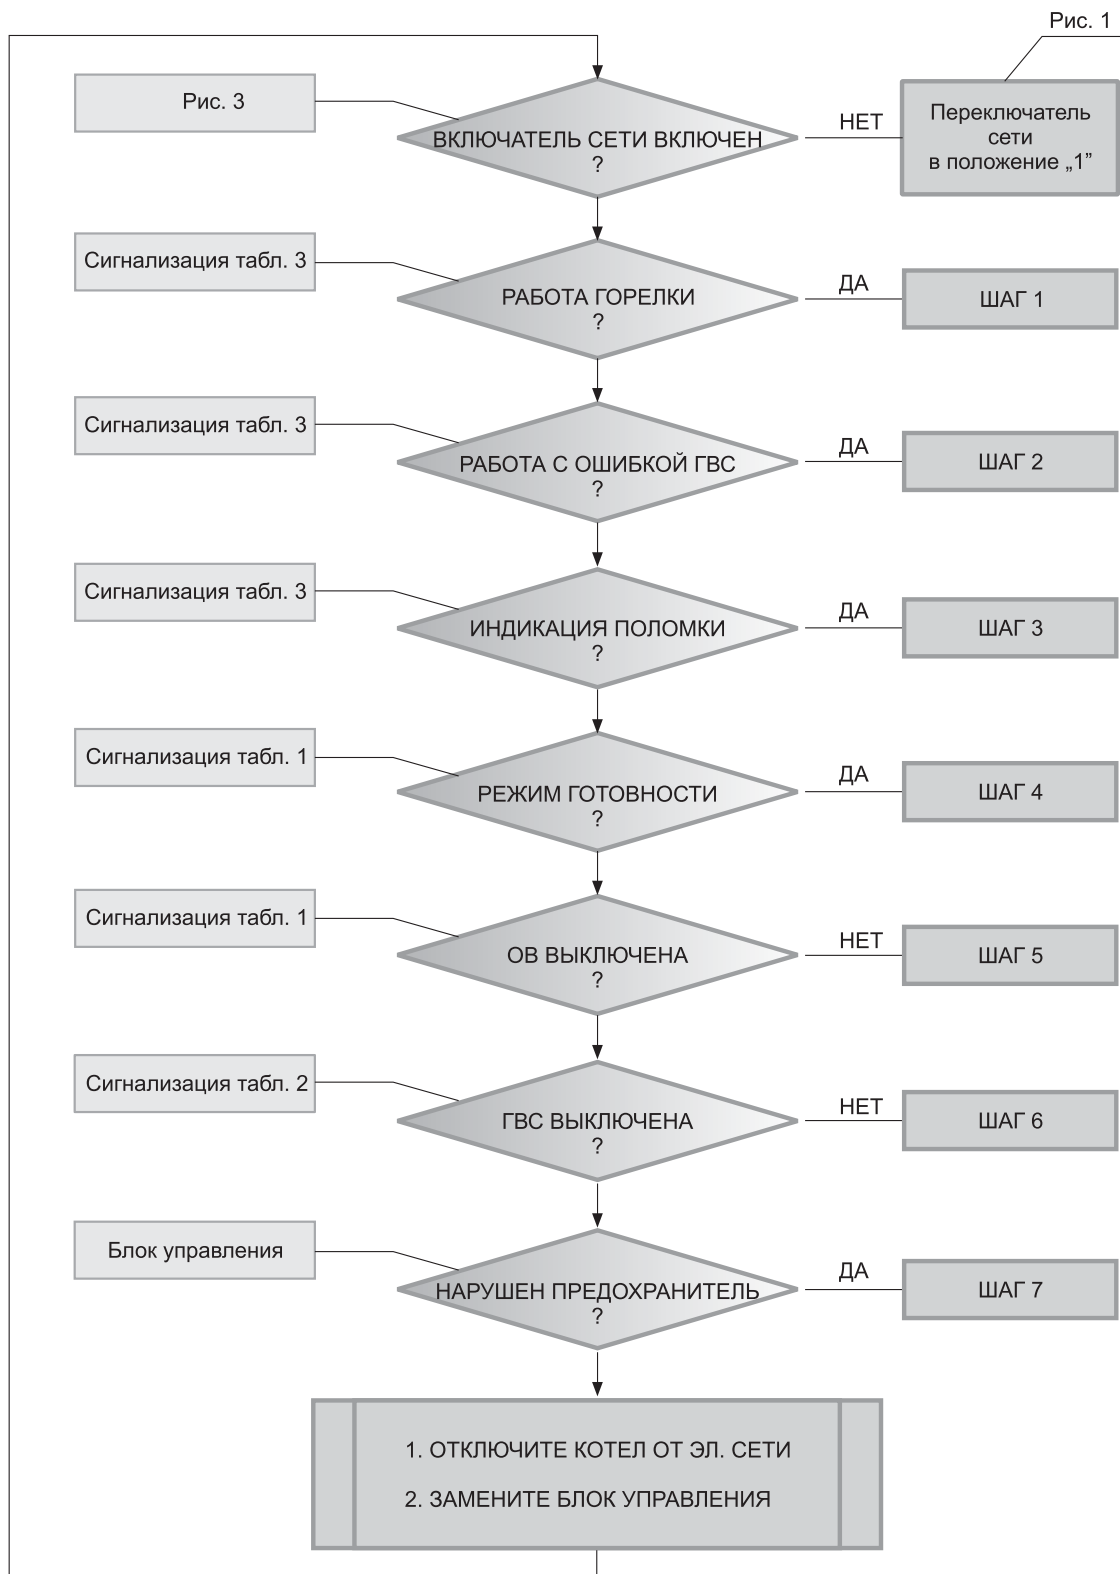 Рис. 1
Рис. 3
ВКЛЮЧАТЕЛЬ СЕТИ ВКЛЮЧЕН
?
НЕТ
Переключатель
сети
в положение „1”
Сигнализация табл. 3
РАБОТА ГОРЕЛКИ
?
ДА
ШАГ 1
Сигнализация табл. 3
РАБОТА С ОШИБКОЙ ГВС
?
ДА
ШАГ 2
Сигнализация табл. 3
ИНДИКАЦИЯ ПОЛОМКИ
?
ДА
ШАГ 3
Сигнализация табл. 1
РЕЖИМ ГОТОВНОСТИ
?
ДА
ШАГ 4
Сигнализация табл. 1
ОВ ВЫКЛЮЧЕНА
?
НЕТ
ШАГ 5
Сигнализация табл. 2
ГВС ВЫКЛЮЧЕНА
?
НЕТ
ШАГ 6
Блок управления
НАРУШЕН ПРЕДОХРАНИТЕЛЬ
?
ДА
ШАГ 7
1. ОТКЛЮЧИТЕ КОТЕЛ ОТ ЭЛ. СЕТИ
2. ЗАМЕНИТЕ БЛОК УПРАВЛЕНИЯ